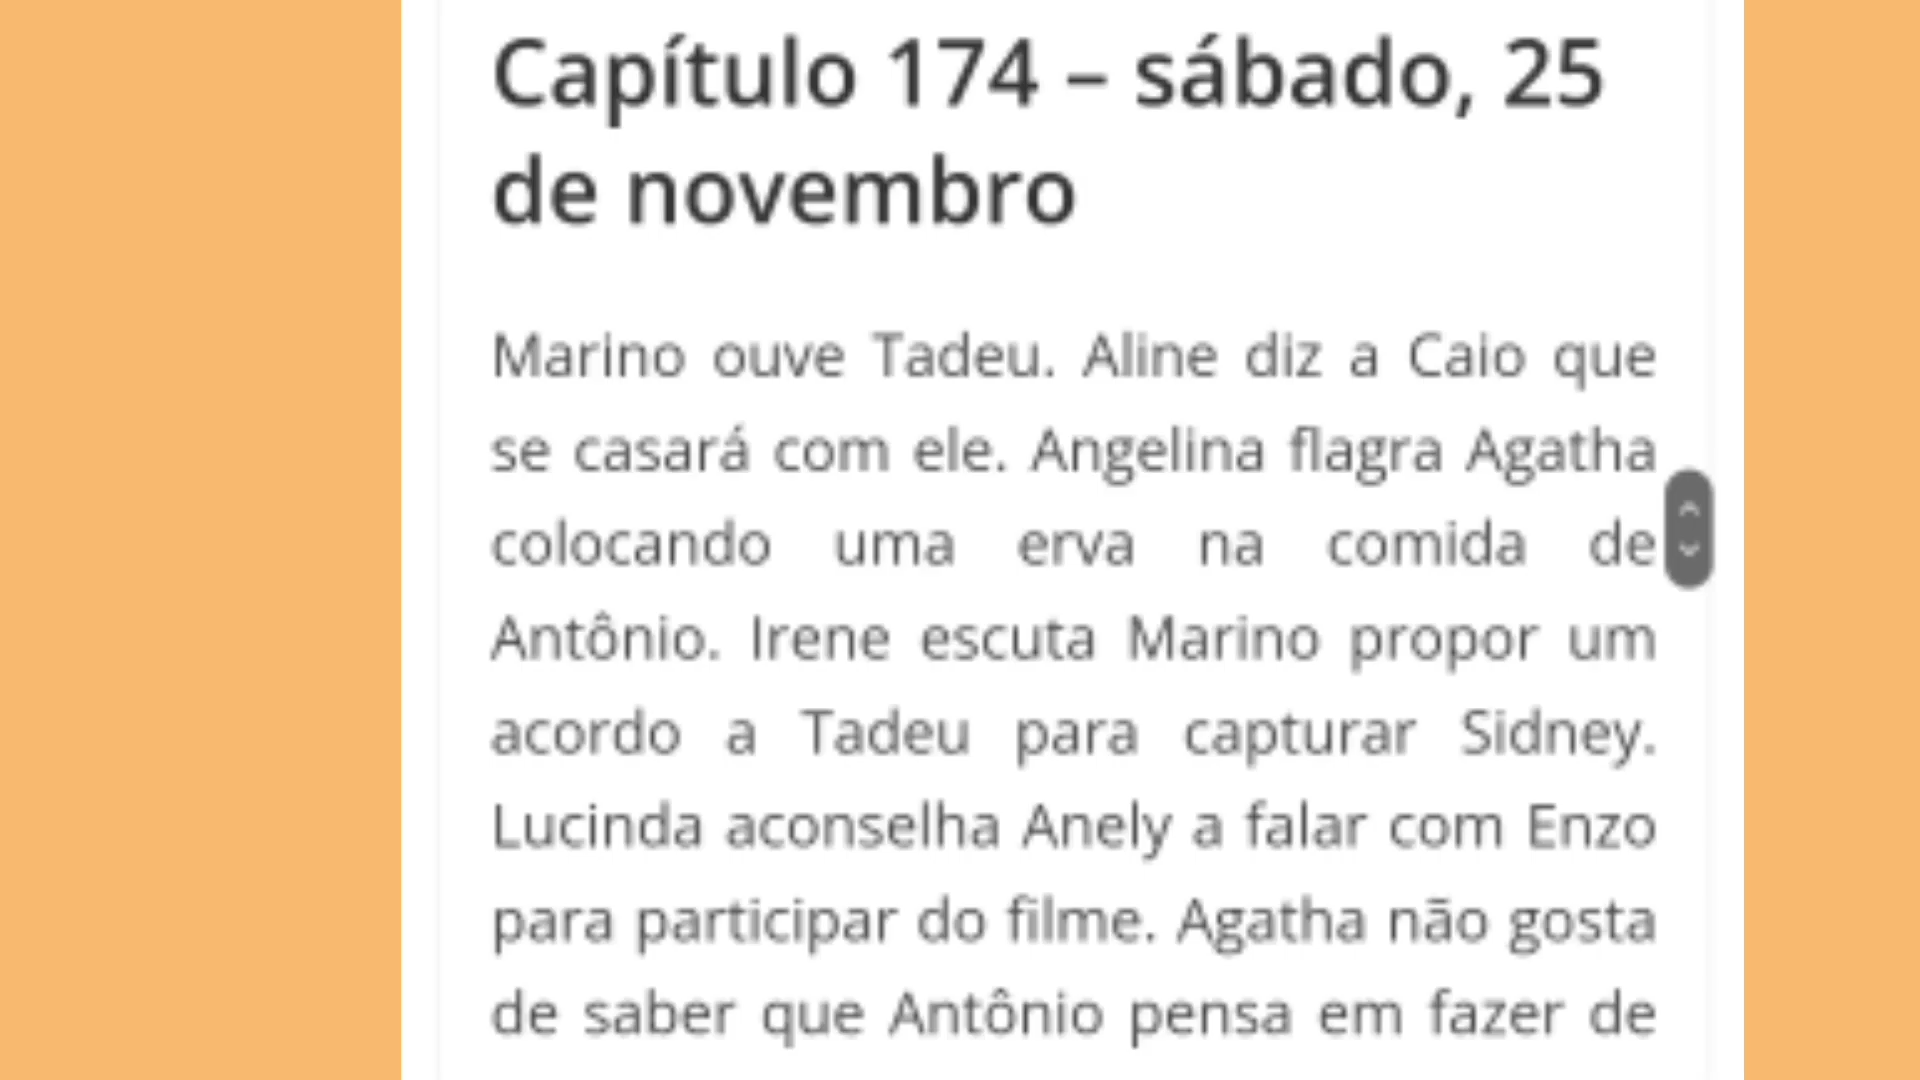 Capítulo 174 – sábado, 25
de novembro
Marino ouve Tadeu. Aline diz a Caio que
se casará com ele. Angelina flagra Agatha
colocando uma erva na comida de
Antônio. Irene escuta Marino propor um
acordo a Tadeu para capturar Sidney.
Lucinda aconselha Anely a falar com Enzo
para participar do filme. Agatha não gosta
de saber que Antônio pensa em fazer de